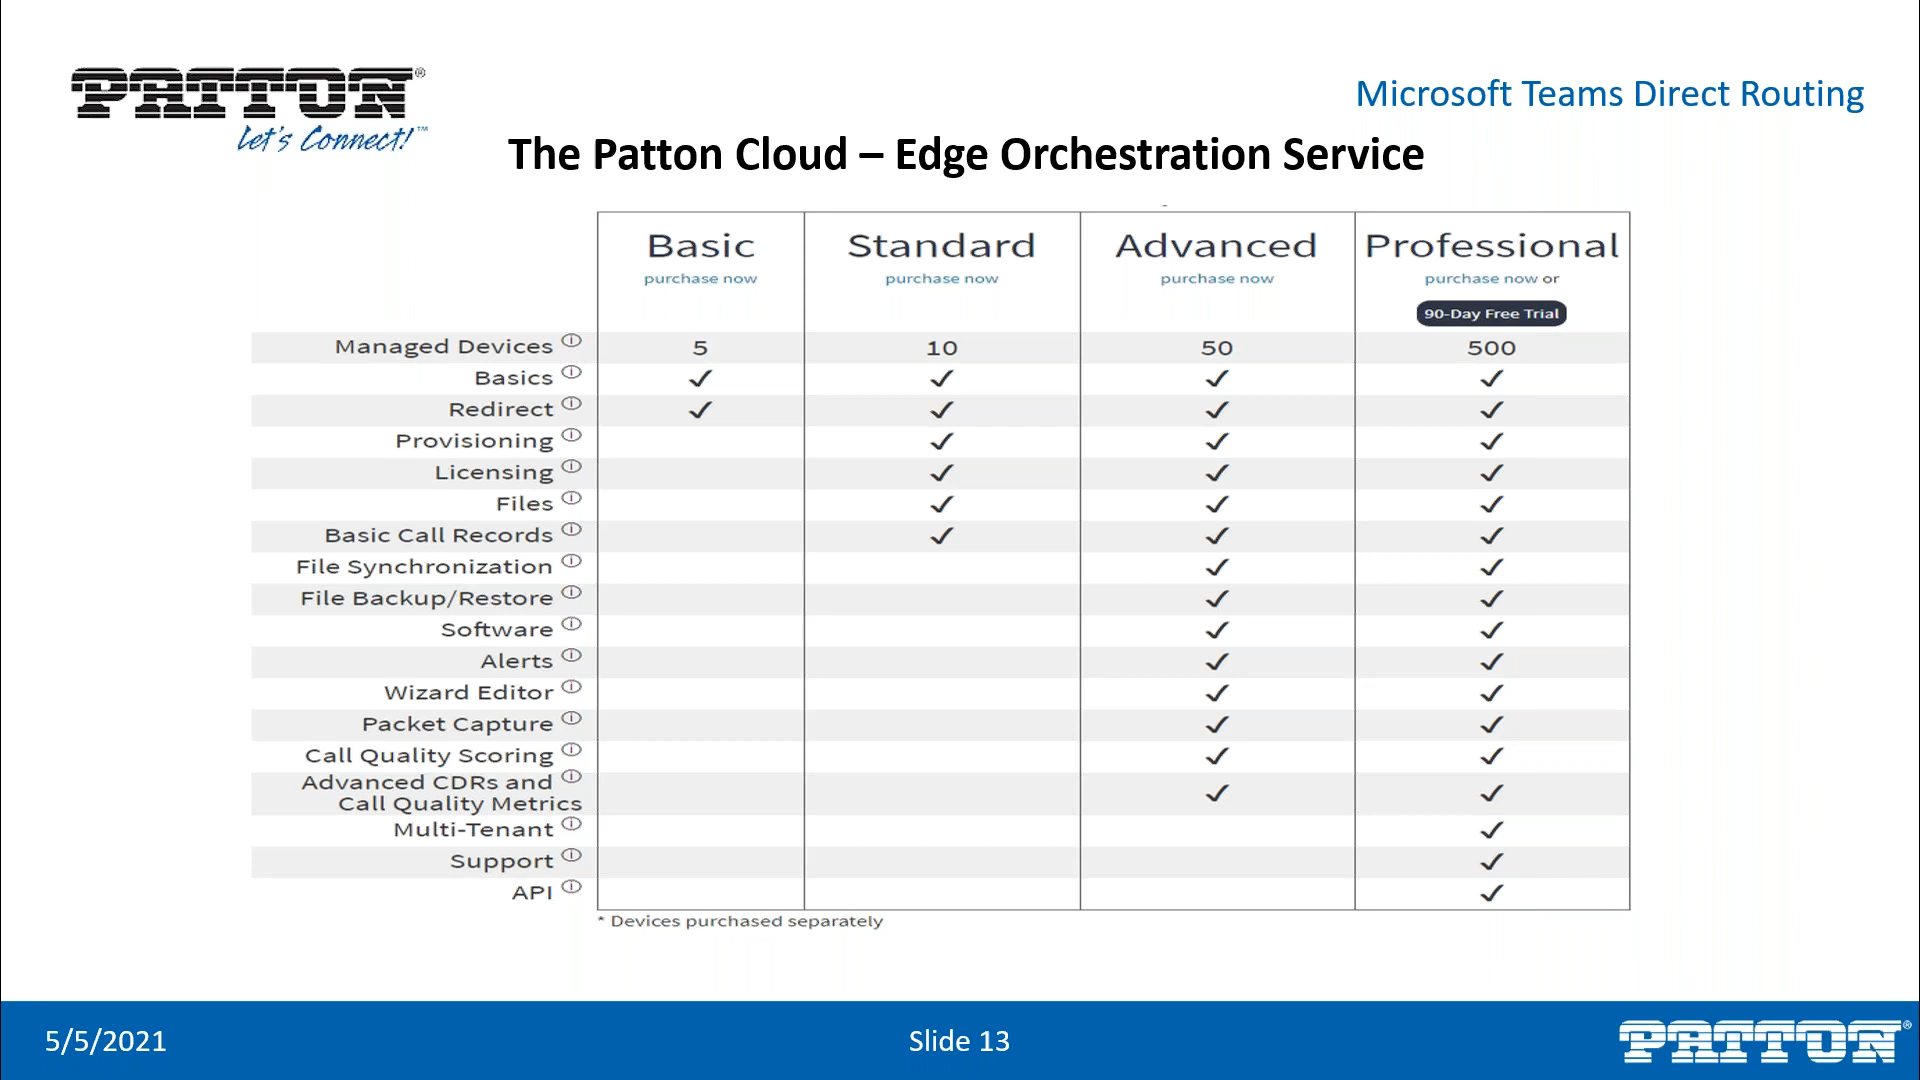 PATTON®
Let's Connect!™
Microsoft Teams Direct Routing
The Patton Cloud – Edge Orchestration Service
Basic Standard Advanced Professional
purchase now purchase now purchase now purchase now or
90-Day Free Trial
Managed Devices ⓘ 5 10 50 500
Basics ⓘ ✓ ✓ ✓ ✓
Redirect ⓘ ✓ ✓ ✓ ✓
Provisioning ⓘ ✓ ✓ ✓
Licensing ⓘ ✓ ✓ ✓
Files ⓘ ✓ ✓ ✓
Basic Call Records ⓘ ✓ ✓ ✓
File Synchronization ⓘ ✓ ✓
File Backup/Restore ⓘ ✓ ✓
Software ⓘ ✓ ✓
Alerts ⓘ ✓ ✓
Wizard Editor ⓘ ✓ ✓
Packet Capture ⓘ ✓ ✓
Call Quality Scoring ⓘ ✓ ✓
Advanced CDRs and ⓘ
Call Quality Metrics ✓ ✓
Multi-Tenant ⓘ ✓
Support ⓘ ✓
API ⓘ ✓
* Devices purchased separately
5/5/2021
Slide 13
PATTON®